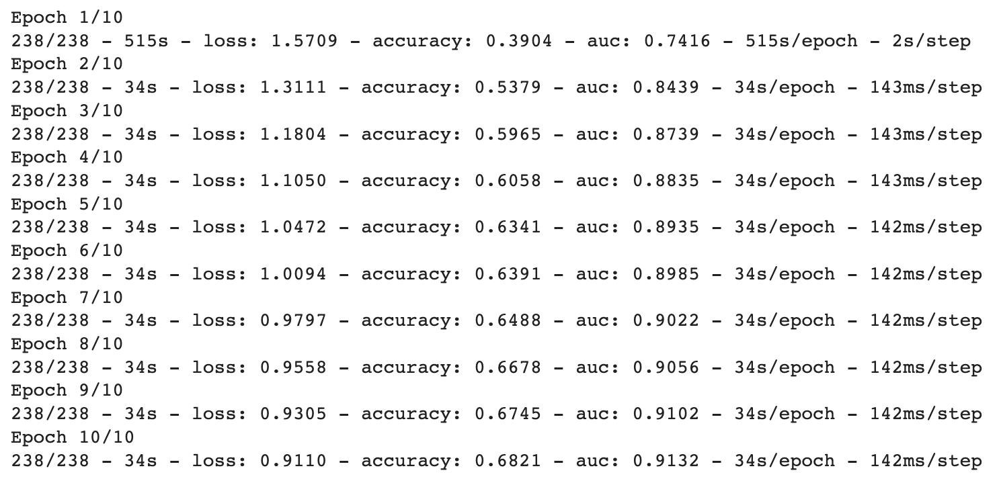 Epoch 1/10
238/238 - 515s - loss: 1.5709 - accuracy: 0.3904 - auc: 0.7416 - 515s/epoch - 2s/step
Epoch 2/10
238/238 - 34s - loss: 1.3111 - accuracy: 0.5379 - auc: 0.8439 - 34s/epoch - 143ms/step
Epoch 3/10
238/238 - 34s - loss: 1.1804 - accuracy: 0.5965 - auc: 0.8739 - 34s/epoch - 143ms/step
Epoch 4/10
238/238 - 34s - loss: 1.1050 - accuracy: 0.6058 - auc: 0.8835 - 34s/epoch - 143ms/step
Epoch 5/10
238/238 - 34s - loss: 1.0472 - accuracy: 0.6341 - auc: 0.8935 - 34s/epoch - 142ms/step
Epoch 6/10
238/238 - 34s - loss: 1.0094 - accuracy: 0.6391 - auc: 0.8985 - 34s/epoch - 142ms/step
Epoch 7/10
238/238 - 34s - loss: 0.9797 - accuracy: 0.6488 - auc: 0.9022 - 34s/epoch - 142ms/step
Epoch 8/10
238/238 - 34s - loss: 0.9558 - accuracy: 0.6678 - auc: 0.9056 - 34s/epoch - 142ms/step
Epoch 9/10
238/238 - 34s - loss: 0.9305 - accuracy: 0.6745 - auc: 0.9102 - 34s/epoch - 142ms/step
Epoch 10/10
238/238 - 34s - loss: 0.9110 - accuracy: 0.6821 - auc: 0.9132 - 34s/epoch - 142ms/step